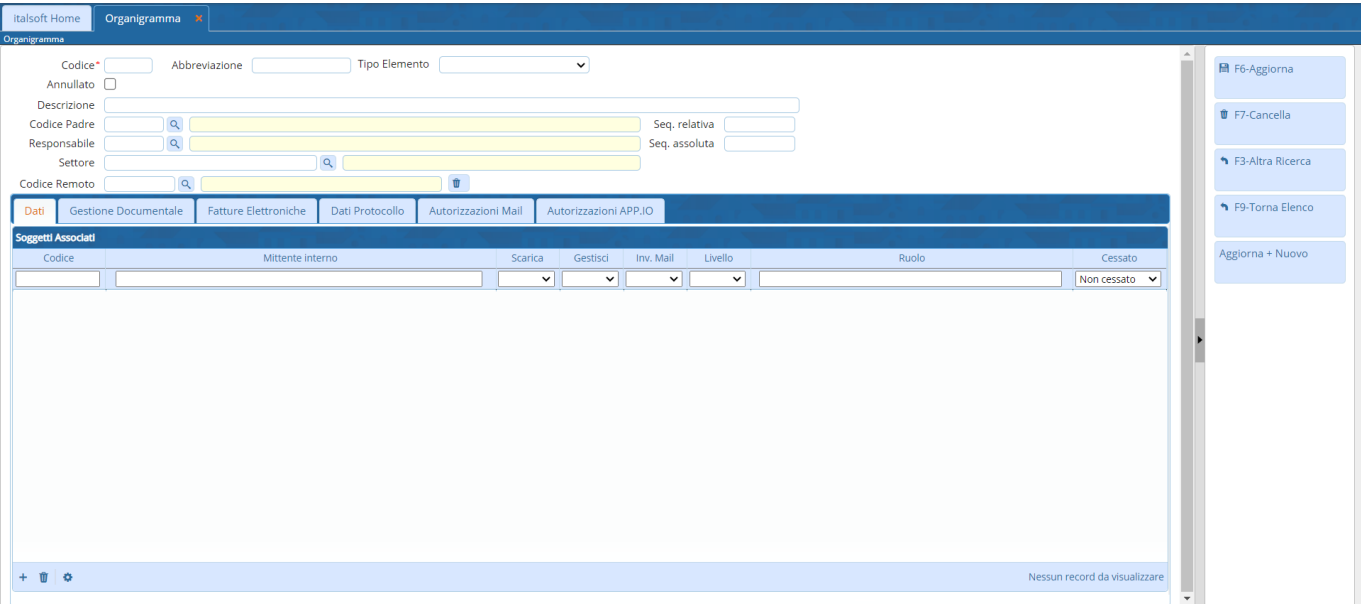 italsoft Home Organigramma ×
Organigramma
Codice* Abbreviazione Tipo Elemento
Annullato
Descrizione
Codice Padre Seq. relativa
Responsabile Seq. assoluta
Settore
Codice Remoto
Dati Gestione Documentale Fatture Elettroniche Dati Protocollo Autorizzazioni Mail Autorizzazioni APP.IO
Soggetti Associati
Codice Mittente interno Scarica Gestisci Inv. Mail Livello Ruolo Cessato
Non cessato
Nessun record da visualizzare
F6-Aggiorna
F7-Cancella
F3-Altra Ricerca
F9-Torna Elenco
Aggiorna + Nuovo